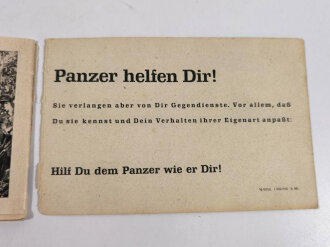 Panzer helfen Dir!
Sie verlangen aber von Dir Gegendienste. Vor allem, daß
Du sie kennst und Dein Verhalten ihrer Eigenart anpaßt:
Hilf Du dem Panzer wie er Dir!